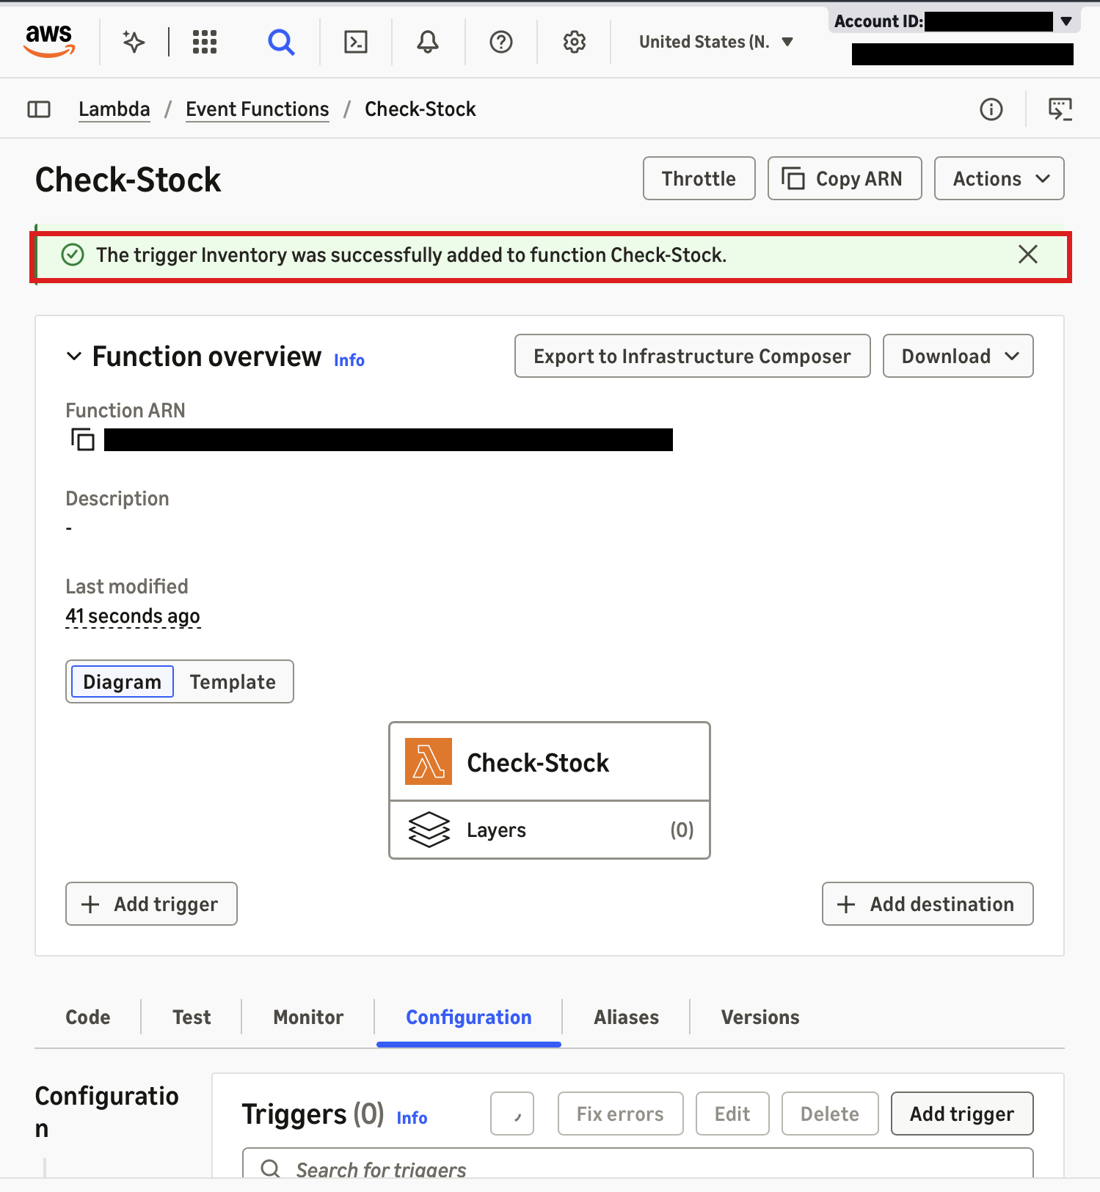 aws
United States (N.
Account ID:
Lambda / Event Functions / Check-Stock
Check-Stock
Throttle
Copy ARN
Actions
The trigger Inventory was successfully added to function Check-Stock.
Function overview Info
Export to Infrastructure Composer
Download
Function ARN
Description
-
Last modified
41 seconds ago
Diagram
Template
Check-Stock
Layers (0)
+ Add trigger
+ Add destination
Code
Test
Monitor
Configuration
Aliases
Versions
Configuratio
n
Triggers (0) Info
Fix errors
Edit
Delete
Add trigger
Search for triggers